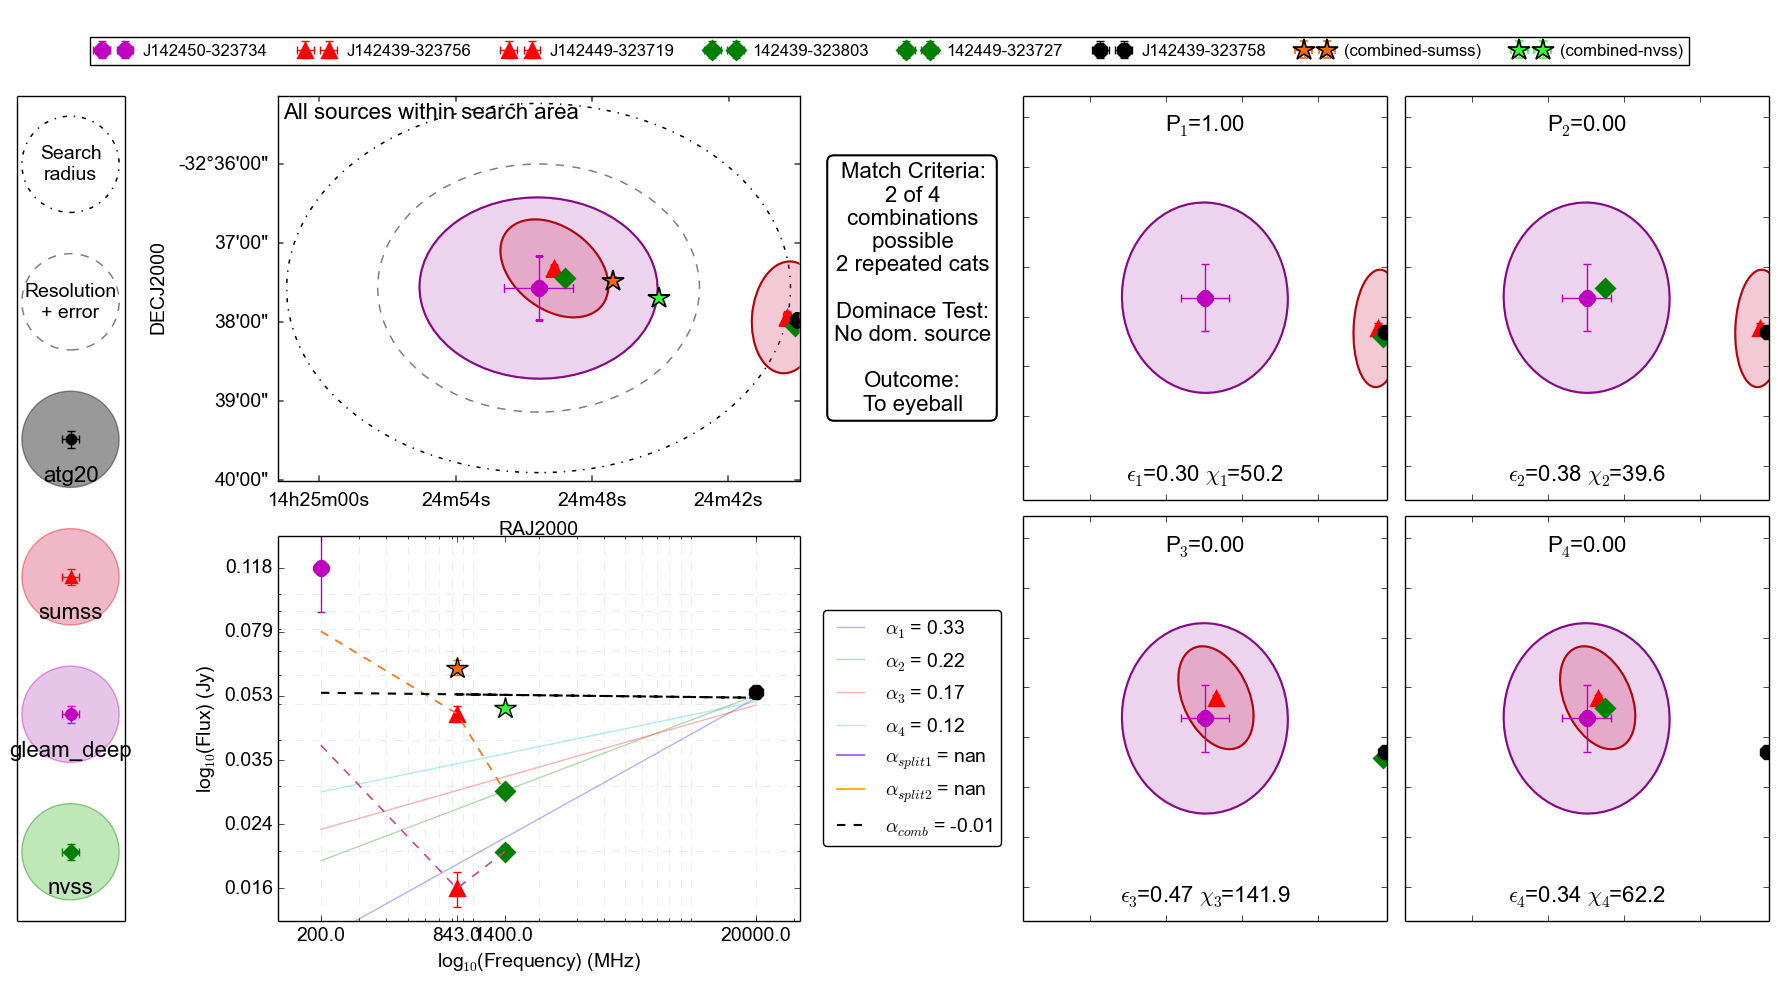 J142450-323734
J142439-323756
J142449-323719
142439-323803
142449-323727
J142439-323758
(combined-sumss)
(combined-nvss)
Search
radius
Resolution
+ error
atg20
sumss
gleam_deep
nvss
All sources within search area
DECJ2000
-32°36'00"
37'00"
38'00"
39'00"
40'00"
14h25m00s
24m54s
24m48s
24m42s
RAJ2000
Match Criteria:
2 of 4
combinations
possible
2 repeated cats
Dominace Test:
No dom. source
Outcome:
To eyeball
P1=1.00
ϵ1=0.30 χ1=50.2
P2=0.00
ϵ2=0.38 χ2=39.6
log10(Flux) (Jy)
0.118
0.079
0.053
0.035
0.024
0.016
200.0
843.0
1400.0
20000.0
log10(Frequency) (MHz)
α1 = 0.33
α2 = 0.22
α3 = 0.17
α4 = 0.12
αsplit1 = nan
αsplit2 = nan
αcomb = -0.01
P3=0.00
ϵ3=0.47 χ3=141.9
P4=0.00
ϵ4=0.34 χ4=62.2